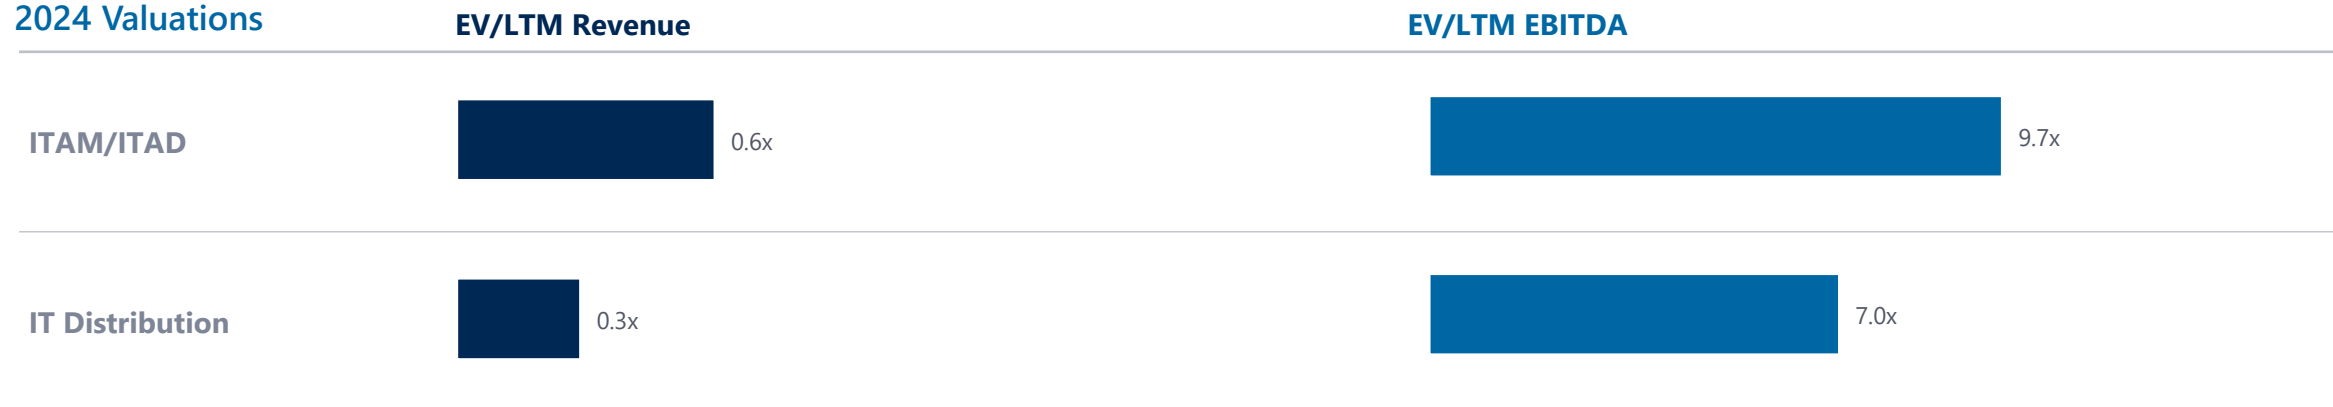 2024 Valuations
EV/LTM Revenue
EV/LTM EBITDA
ITAM/ITAD
0.6x
9.7x
IT Distribution
0.3x
7.0x